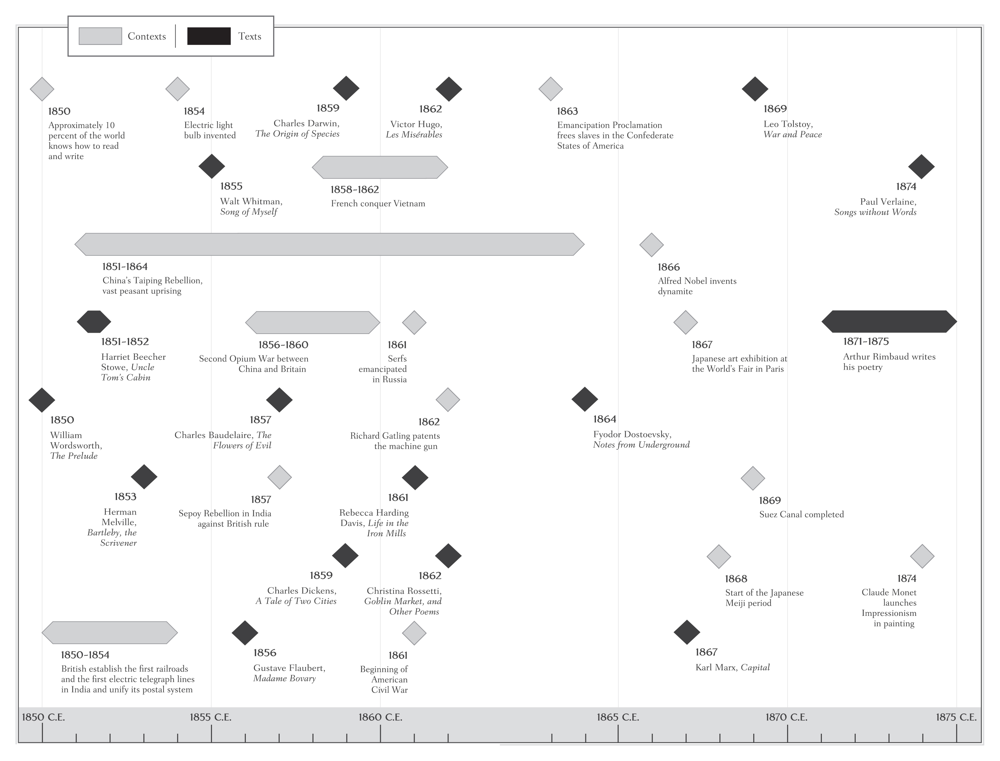 Contexts
Texts
1850
Approximately 10
percent of the world
knows how to read
and write
1854
Electric light
bulb invented
1859
Charles Darwin,
The Origin of Species
1862
Victor Hugo,
Les Misérables
1863
Emancipation Proclamation
frees slaves in the Confederate
States of America
1869
Leo Tolstoy,
War and Peace
1855
Walt Whitman,
Song of Myself
1858-1862
French conquer Vietnam
1874
Paul Verlaine,
Songs without Words
1851-1864
China's Taiping Rebellion,
vast peasant uprising
1866
Alfred Nobel invents
dynamite
1851-1852
Harriet Beecher
Stowe, Uncle
Tom's Cabin
1856-1860
Second Opium War between
China and Britain
1861
Serfs
emancipated
in Russia
1867
Japanese art exhibition at
the World's Fair in Paris
1871-1875
Arthur Rimbaud writes
his poetry
1850
William
Wordsworth,
The Prelude
1857
Charles Baudelaire, The
Flowers of Evil
1862
Richard Gatling patents
the machine gun
1864
Fyodor Dostoevsky,
Notes from Underground
1853
Herman
Melville,
Bartleby, the
Scrivener
1857
Sepoy Rebellion in India
against British rule
1861
Rebecca Harding
Davis, Life in the
Iron Mills
1869
Suez Canal completed
1859
Charles Dickens,
A Tale of Two Cities
1862
Christina Rossetti,
Goblin Market, and
Other Poems
1868
Start of the Japanese
Meiji period
1874
Claude Monet
launches
Impressionism
in painting
1850-1854
British establish the first railroads
and the first electric telegraph lines
in India and unify its postal system
1856
Gustave Flaubert,
Madame Bovary
1861
Beginning of
American
Civil War
1867
Karl Marx, Capital
1850 C.E.
1855 C.E.
1860 C.E.
1865 C.E.
1870 C.E.
1875 C.E.